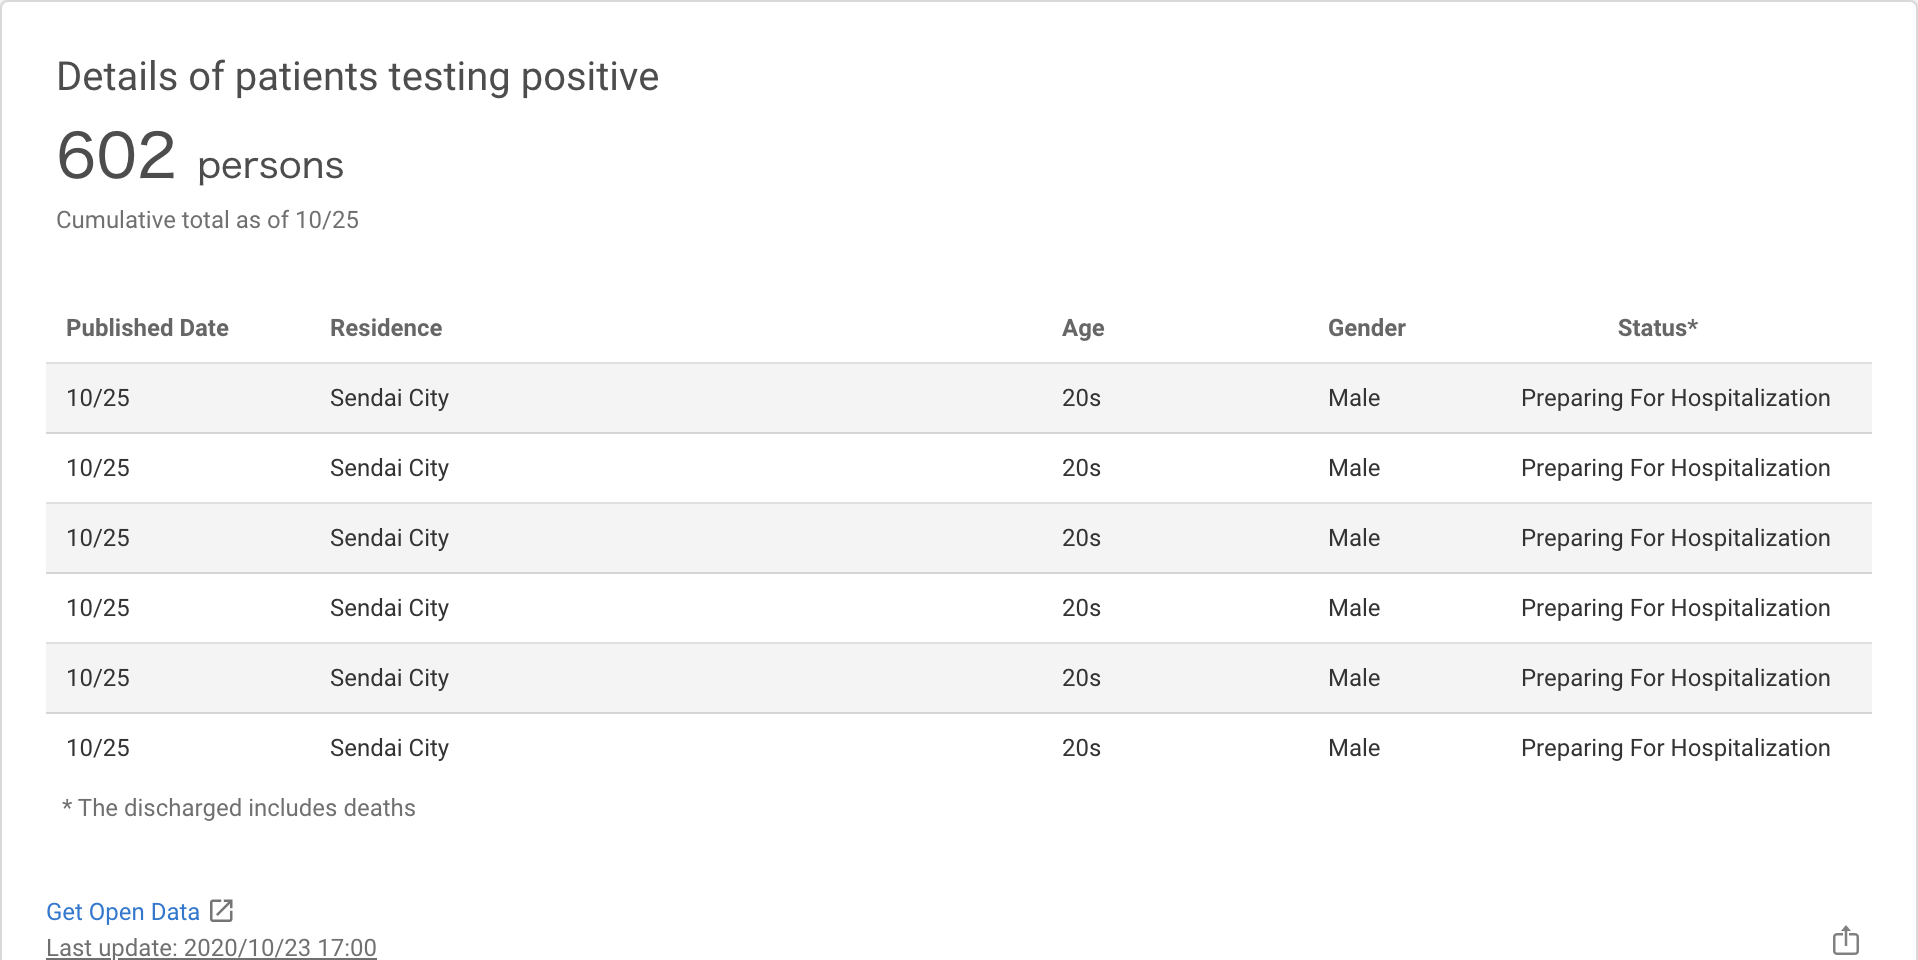 Details of patients testing positive
602 persons
Cumulative total as of 10/25
Published Date Residence Age Gender Status*
10/25 Sendai City 20s Male Preparing For Hospitalization
10/25 Sendai City 20s Male Preparing For Hospitalization
10/25 Sendai City 20s Male Preparing For Hospitalization
10/25 Sendai City 20s Male Preparing For Hospitalization
10/25 Sendai City 20s Male Preparing For Hospitalization
10/25 Sendai City 20s Male Preparing For Hospitalization
* The discharged includes deaths
Get Open Data
Last update: 2020/10/23 17:00